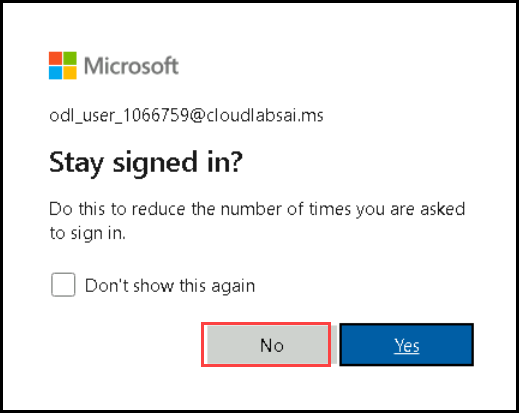 Microsoft
odl_user_1066759@cloudlabsai.ms
Stay signed in?
Do this to reduce the number of times you are asked
to sign in.
Don't show this again
No
Yes